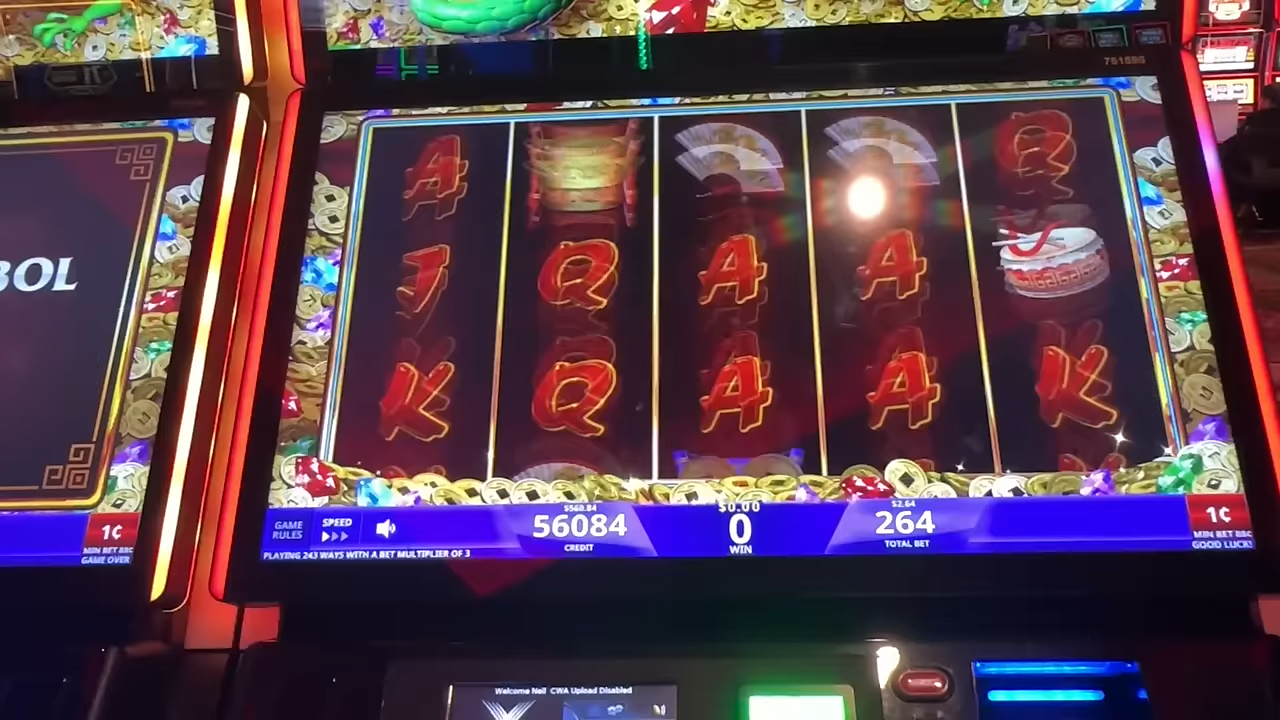 751696
BOL
A
Q
J
Q
A
A
K
Q
A
A
K
GAME RULES
SPEED
$560.84
56084
CREDIT
$0.00
0
WIN
$2.64
264
TOTAL BET
1¢
MIN BET 88¢
GOOD LUCK!
1¢
MIN BET 88¢
GAME OVER
PLAYING 243 WAYS WITH A BET MULTIPLIER OF 3
Welcome Neil CWA Upload Disabled